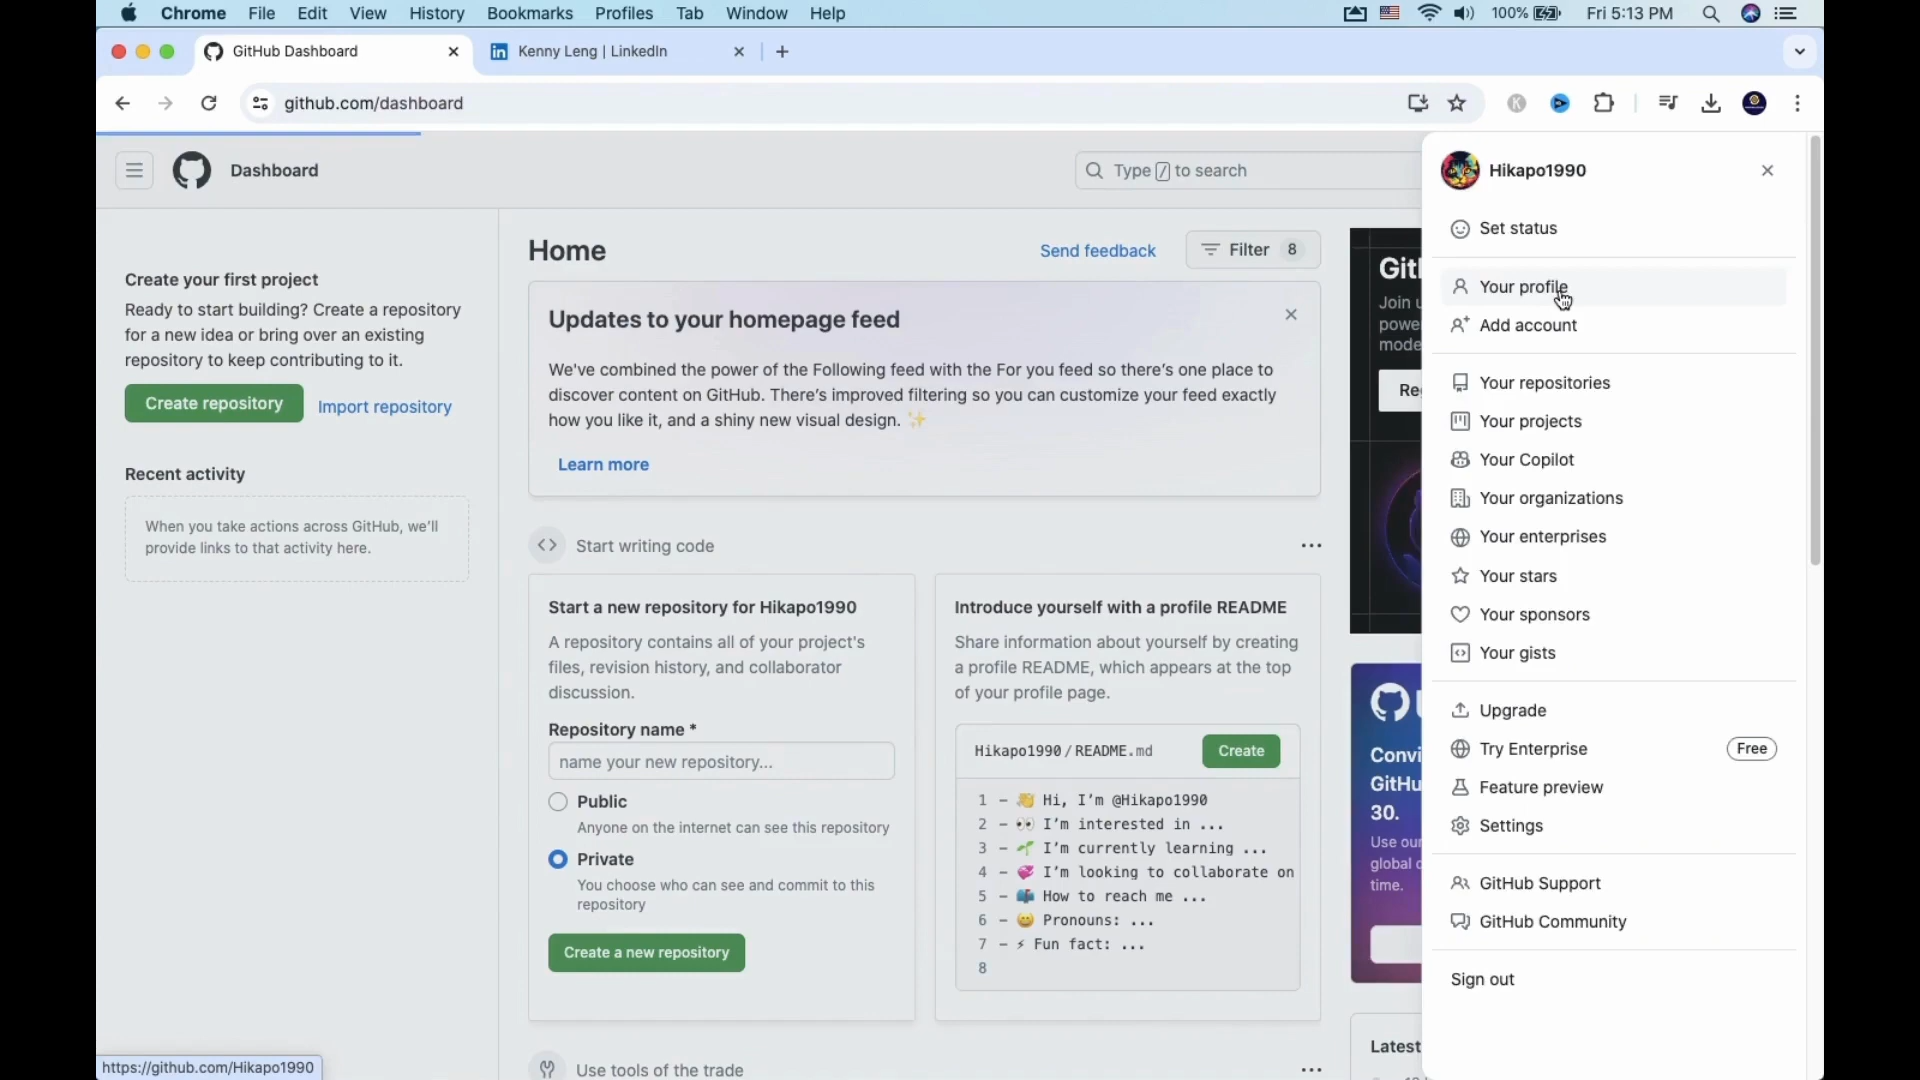 Chrome File Edit View History Bookmarks Profiles Tab Window Help 100% Fri 5:13 PM
GitHub Dashboard Kenny Leng | LinkedIn
github.com/dashboard
Dashboard
Type / to search
Create your first project
Ready to start building? Create a repository
for a new idea or bring over an existing
repository to keep contributing to it.
Create repository Import repository
Recent activity
When you take actions across GitHub, we'll
provide links to that activity here.
Home
Send feedback
Filter 8
Updates to your homepage feed
We've combined the power of the Following feed with the For you feed so there's one place to
discover content on GitHub. There's improved filtering so you can customize your feed exactly
how you like it, and a shiny new visual design. ✨
Learn more
Start writing code
Start a new repository for Hikapo1990
A repository contains all of your project's
files, revision history, and collaborator
discussion.
Repository name *
name your new repository...
Public
Anyone on the internet can see this repository
Private
You choose who can see and commit to this
repository
Create a new repository
Introduce yourself with a profile README
Share information about yourself by creating
a profile README, which appears at the top
of your profile page.
Hikapo1990/README.md
Create
1 - 👋 Hi, I'm @Hikapo1990
2 - 👀 I'm interested in ...
3 - 🌱 I'm currently learning ...
4 - 💞️ I'm looking to collaborate on
5 - 📫 How to reach me ...
6 - 😄 Pronouns: ...
7 - ⚡ Fun fact: ...
8
Use tools of the trade
Join
mode
30.
Use our
global
time.
Latest
Hikapo1990
Set status
Your profile
Add account
Your repositories
Your projects
Your Copilot
Your organizations
Your enterprises
Your stars
Your sponsors
Your gists
Upgrade
Try Enterprise Free
Feature preview
Settings
GitHub Support
GitHub Community
Sign out
https://github.com/Hikapo1990